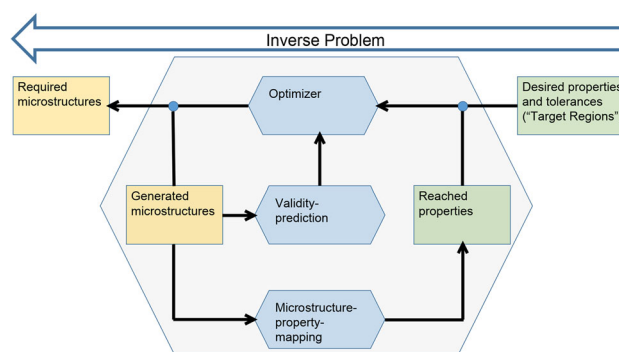 Inverse Problem
Required
microstructures
Optimizer
Desired properties
and tolerances
("Target Regions"
Generated
microstructures
Validity-
prediction
Reached
properties
Microstructure-
property-
mapping